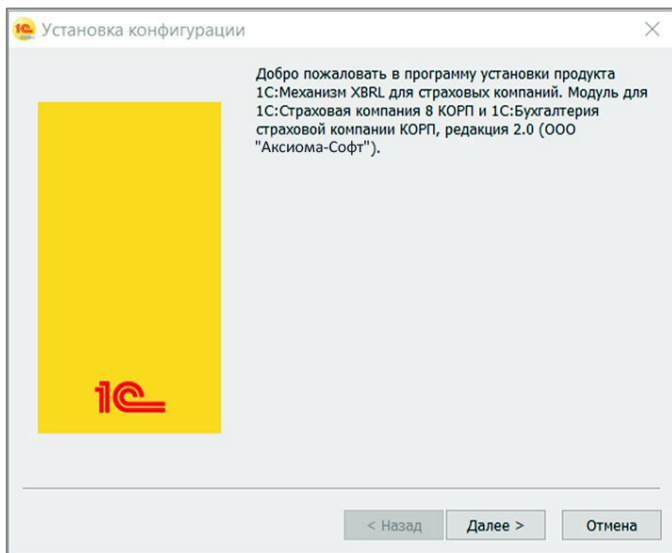 1С Установка конфигурации
Добро пожаловать в программу установки продукта
1С:Механизм XBRL для страховых компаний. Модуль для
1С:Страховая компания 8 КОРП и 1С:Бухгалтерия
страховой компании КОРП, редакция 2.0 (ООО
"Аксиома-Софт").
1С
< Назад
Далее >
Отмена